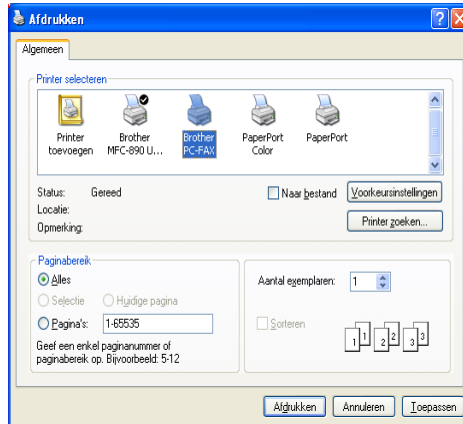 Afdrukken
Algemeen
Printer selecteren
Printer toevoegen
Brother MFC-890 U...
Brother PC-FAX
PaperPort Color
PaperPort
Status: Gereed
Naar bestand
Voorkeursinstellingen
Locatie:
Opmerking:
Printer zoeken...
Paginabereik
Alles
Selectie
Huidige pagina
Pagina's: 1-65535
Geef een enkel paginanummer of
paginabereik op. Bijvoorbeeld: 5-12
Aantal exemplaren: 1
Sorteren
1 1 2 2 3 3
Afdrukken
Annuleren
Toepassen